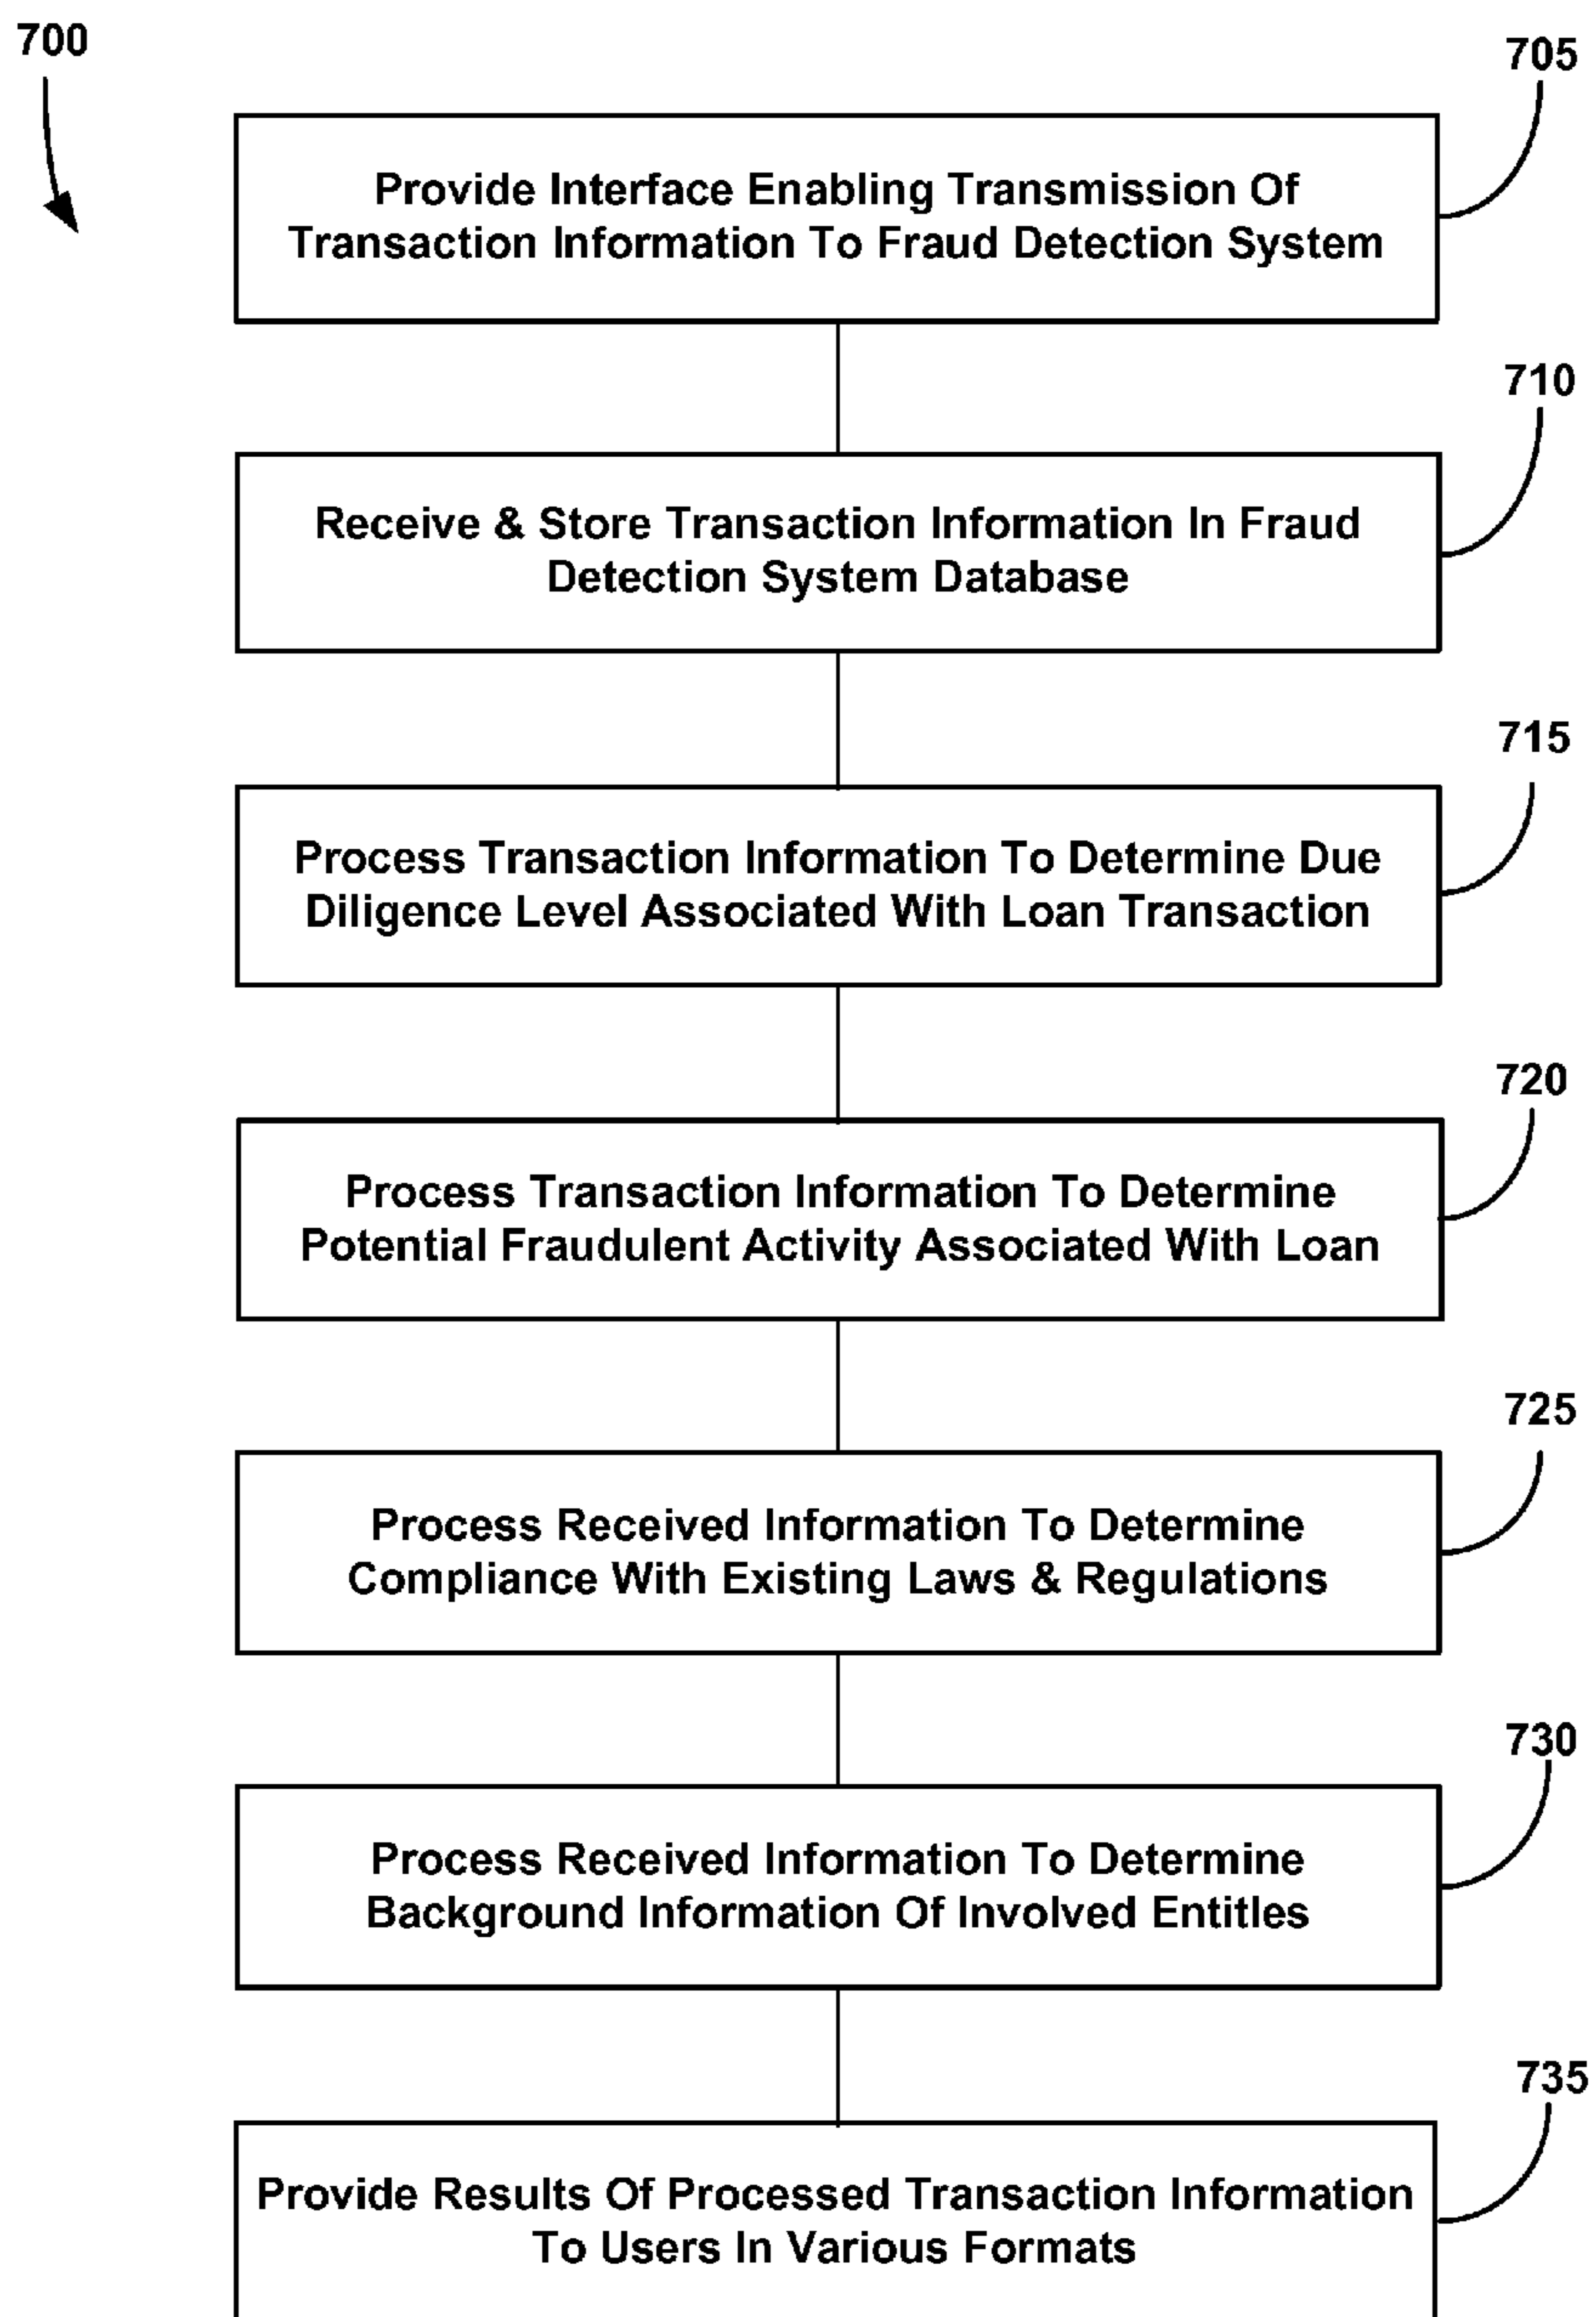 700
705
Provide Interface Enabling Transmission Of
Transaction Information To Fraud Detection System
710
Receive & Store Transaction Information In Fraud
Detection System Database
715
Process Transaction Information To Determine Due
Diligence Level Associated With Loan Transaction
720
Process Transaction Information To Determine
Potential Fraudulent Activity Associated With Loan
725
Process Received Information To Determine
Compliance With Existing Laws & Regulations
730
Process Received Information To Determine
Background Information Of Involved Entitles
735
Provide Results Of Processed Transaction Information
To Users In Various Formats